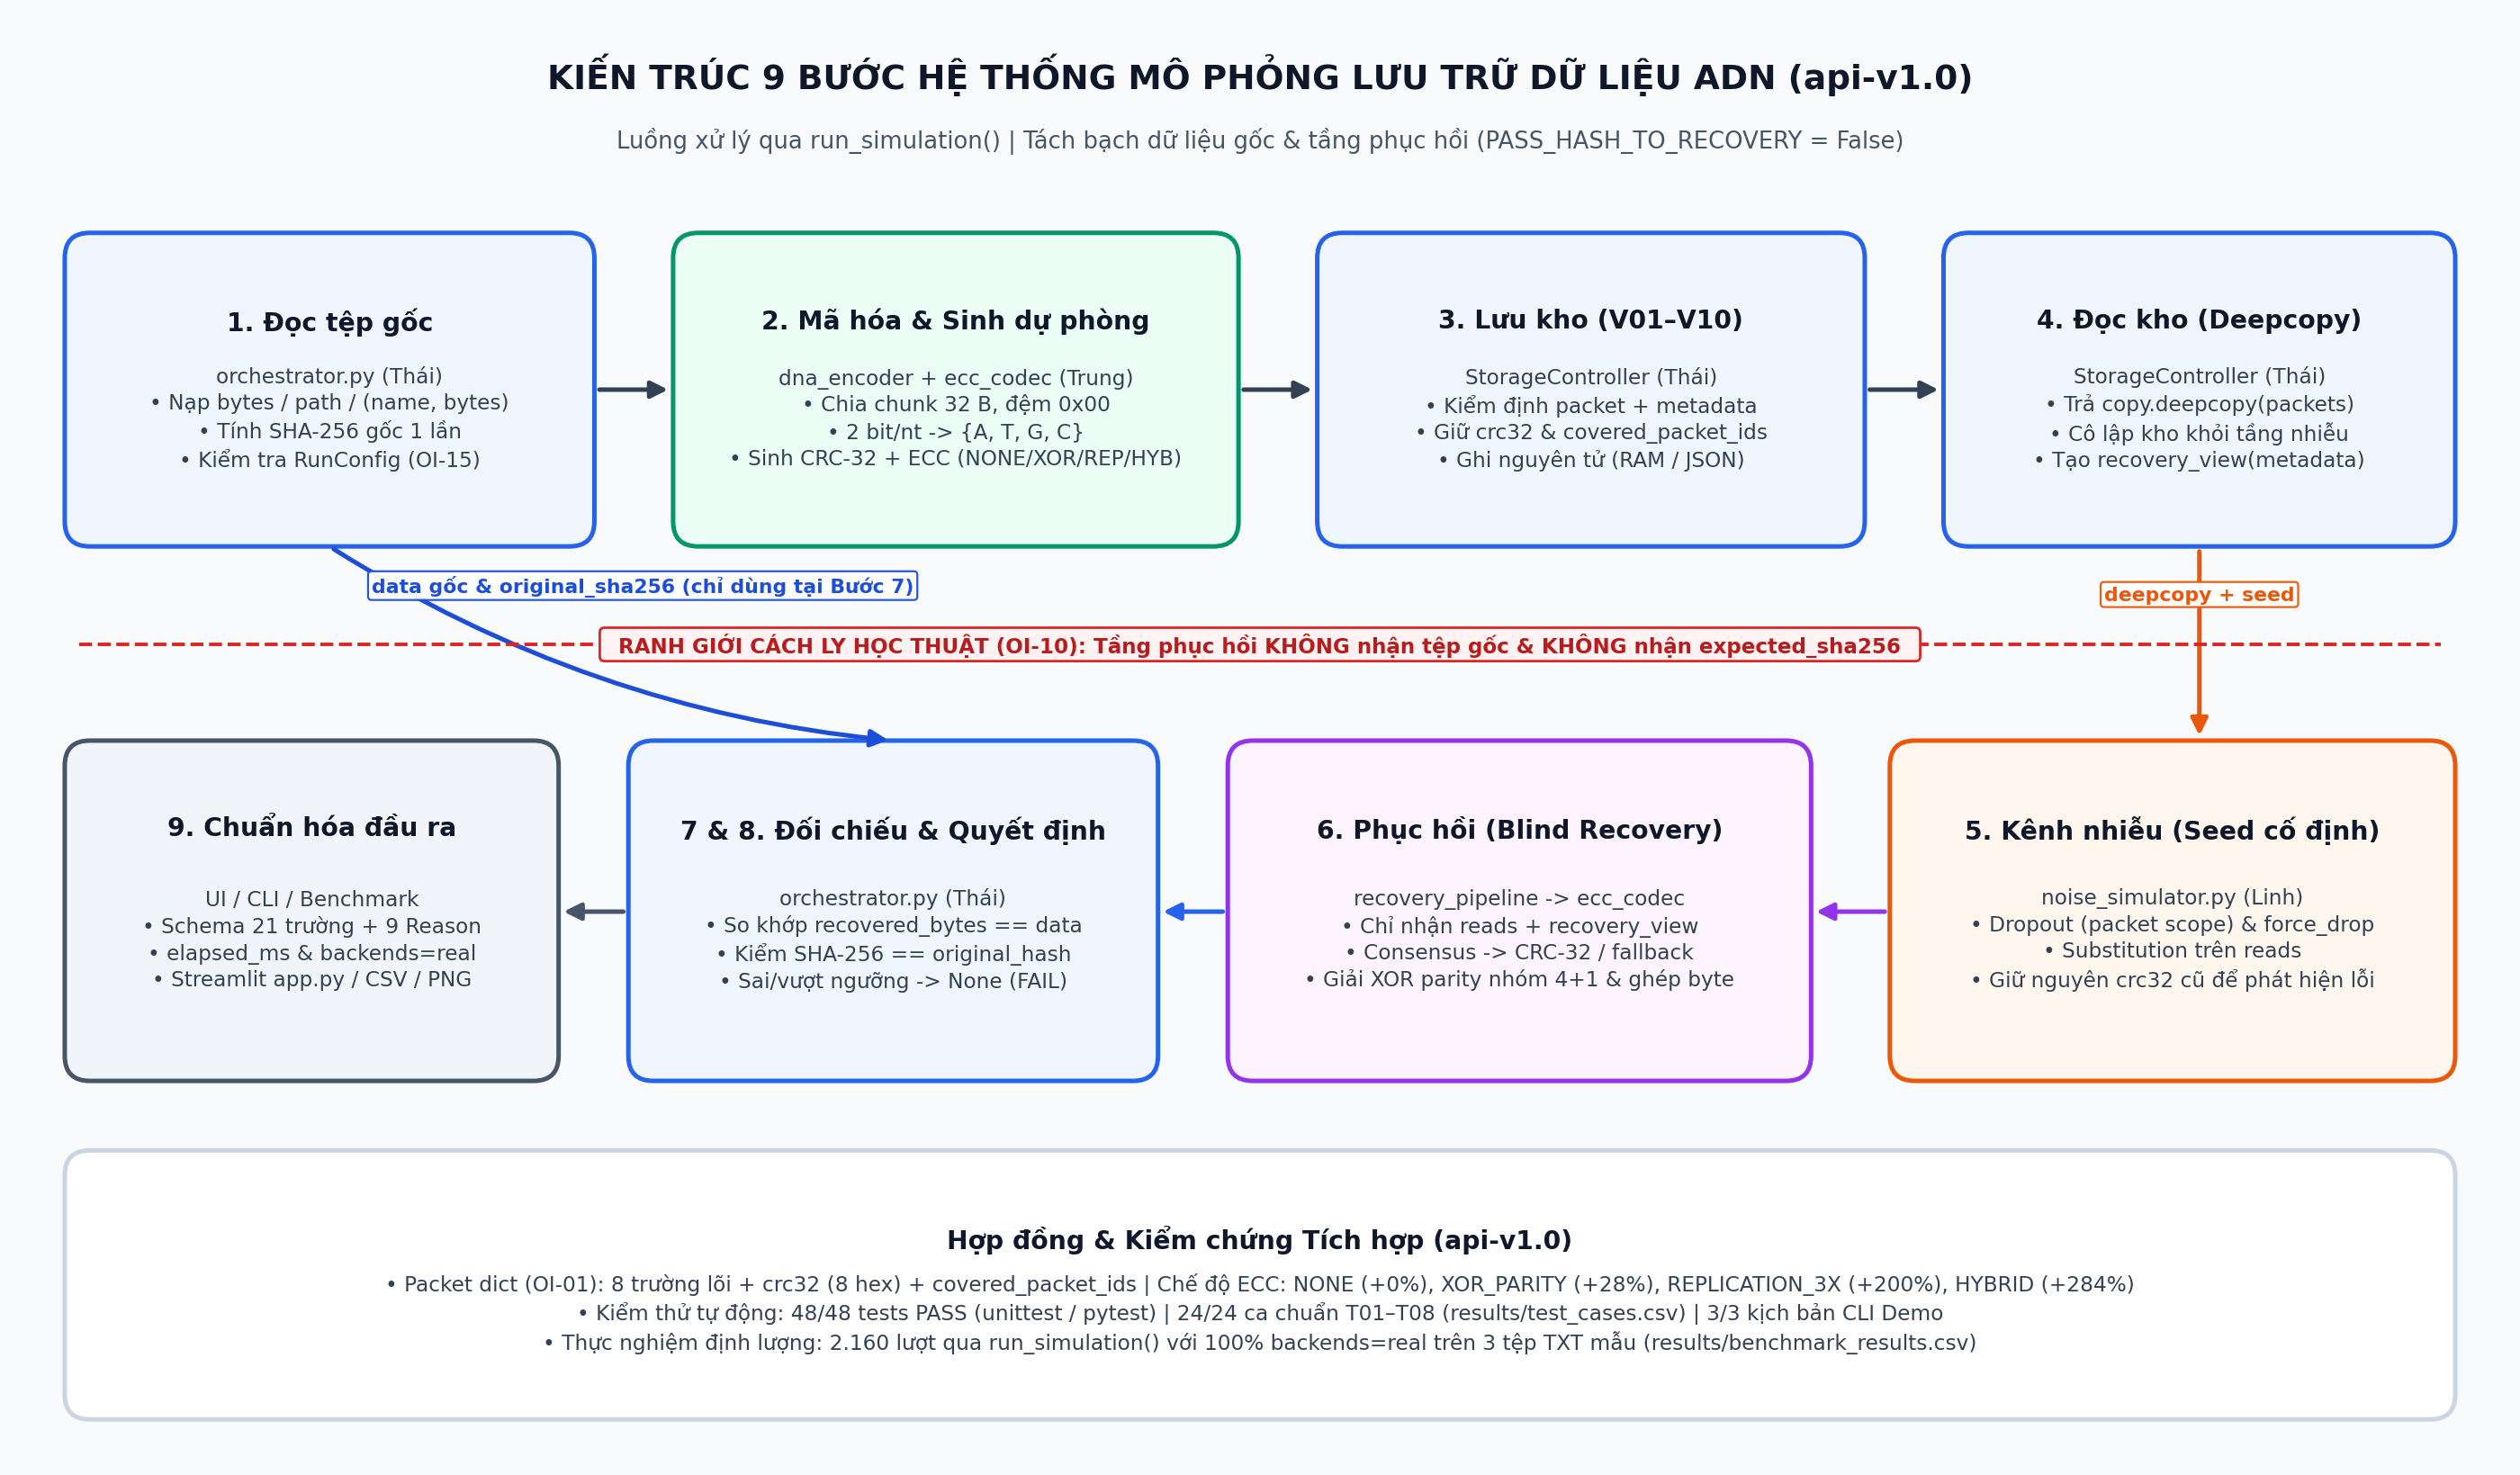 KIẾN TRÚC 9 BƯỚC HỆ THỐNG MÔ PHỎNG LƯU TRỮ DỮ LIỆU ADN (api-v1.0)
Luồng xử lý qua run_simulation() | Tách bạch dữ liệu gốc & tầng phục hồi (PASS_HASH_TO_RECOVERY = False)
1. Đọc tệp gốc
orchestrator.py (Thái)
• Nạp bytes / path / (name, bytes)
• Tính SHA-256 gốc 1 lần
• Kiểm tra RunConfig (OI-15)
2. Mã hóa & Sinh dự phòng
dna_encoder + ecc_codec (Trung)
• Chia chunk 32 B, đệm 0x00
• 2 bit/nt -> {A, T, G, C}
• Sinh CRC-32 + ECC (NONE/XOR/REP/HYB)
3. Lưu kho (V01–V10)
StorageController (Thái)
• Kiểm định packet + metadata
• Giữ crc32 & covered_packet_ids
• Ghi nguyên tử (RAM / JSON)
4. Đọc kho (Deepcopy)
StorageController (Thái)
• Trả copy.deepcopy(packets)
• Cô lập kho khỏi tầng nhiễu
• Tạo recovery_view(metadata)
data gốc & original_sha256 (chỉ dùng tại Bước 7)
deepcopy + seed
RANH GIỚI CÁCH LY HỌC THUẬT (OI-10): Tầng phục hồi KHÔNG nhận tệp gốc & KHÔNG nhận expected_sha256
9. Chuẩn hóa đầu ra
UI / CLI / Benchmark
• Schema 21 trường + 9 Reason
• elapsed_ms & backends=real
• Streamlit app.py / CSV / PNG
7 & 8. Đối chiếu & Quyết định
orchestrator.py (Thái)
• So khớp recovered_bytes == data
• Kiểm SHA-256 == original_hash
• Sai/vượt ngưỡng -> None (FAIL)
6. Phục hồi (Blind Recovery)
recovery_pipeline -> ecc_codec
• Chỉ nhận reads + recovery_view
• Consensus -> CRC-32 / fallback
• Giải XOR parity nhóm 4+1 & ghép byte
5. Kênh nhiễu (Seed cố định)
noise_simulator.py (Linh)
• Dropout (packet scope) & force_drop
• Substitution trên reads
• Giữ nguyên crc32 cũ để phát hiện lỗi
Hợp đồng & Kiểm chứng Tích hợp (api-v1.0)
• Packet dict (OI-01): 8 trường lõi + crc32 (8 hex) + covered_packet_ids | Chế độ ECC: NONE (+0%), XOR_PARITY (+28%), REPLICATION_3X (+200%), HYBRID (+284%)
• Kiểm thử tự động: 48/48 tests PASS (unittest / pytest) | 24/24 ca chuẩn T01–T08 (results/test_cases.csv) | 3/3 kịch bản CLI Demo
• Thực nghiệm định lượng: 2.160 lượt qua run_simulation() với 100% backends=real trên 3 tệp TXT mẫu (results/benchmark_results.csv)